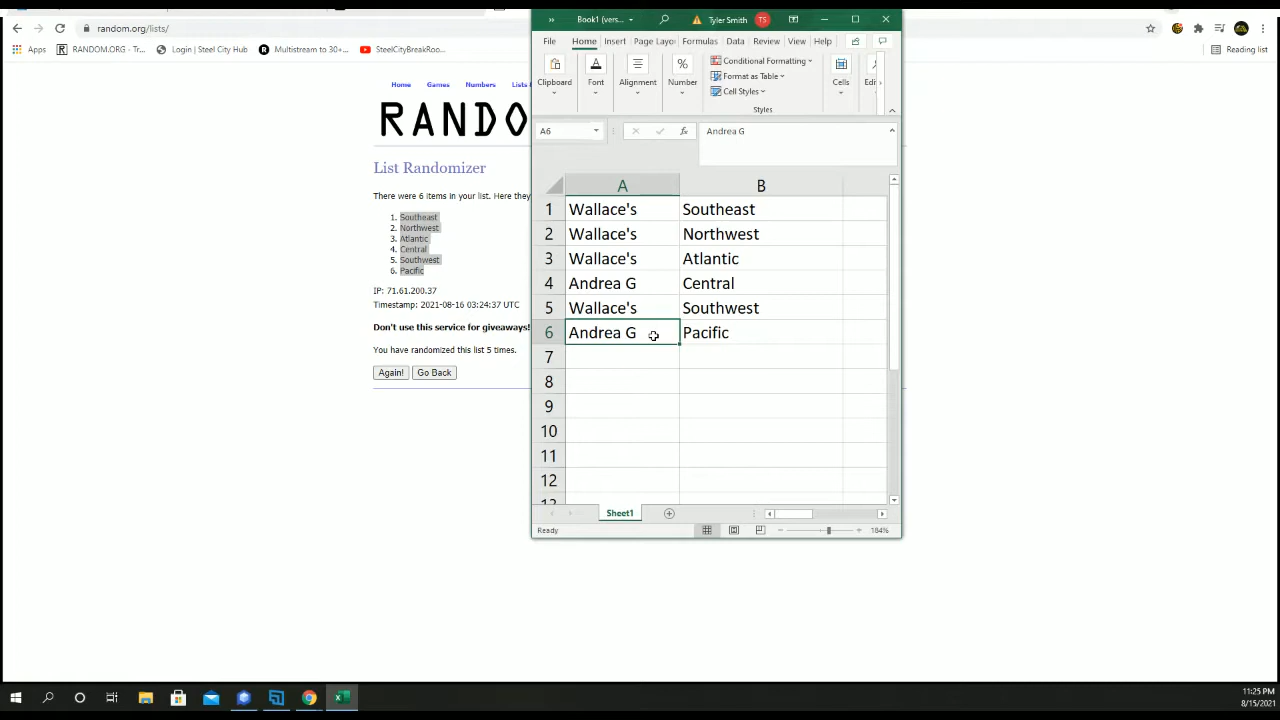 random.org/lists/
Apps
RANDOM.ORG - Tr...
Login | Steel City Hub
Multistream to 30+...
SteelCityBreakRoo...
Reading list
Home
Games
Numbers
Lists
RANDO
List Randomizer
There were 6 items in your list. Here they
1. Southeast
2. Northwest
3. Atlantic
4. Central
5. Southwest
6. Pacific
IP: 71.61.200.37
Timestamp: 2021-08-16 03:24:37 UTC
Don't use this service for giveaways!
You have randomized this list 5 times.
Again!
Go Back
Book1 (vers...
Tyler Smith
TS
File
Home
Insert
Page Layo
Formulas
Data
Review
View
Help
Clipboard
Font
Alignment
Number
Conditional Formatting
Format as Table
Cell Styles
Styles
Cells
Edi
A6
fx
Andrea G
A B
1 Wallace's Southeast
2 Wallace's Northwest
3 Wallace's Atlantic
4 Andrea G Central
5 Wallace's Southwest
6 Andrea G Pacific
7
8
9
10
11
12
Sheet1
Ready
184%
11:25 PM
8/15/2021